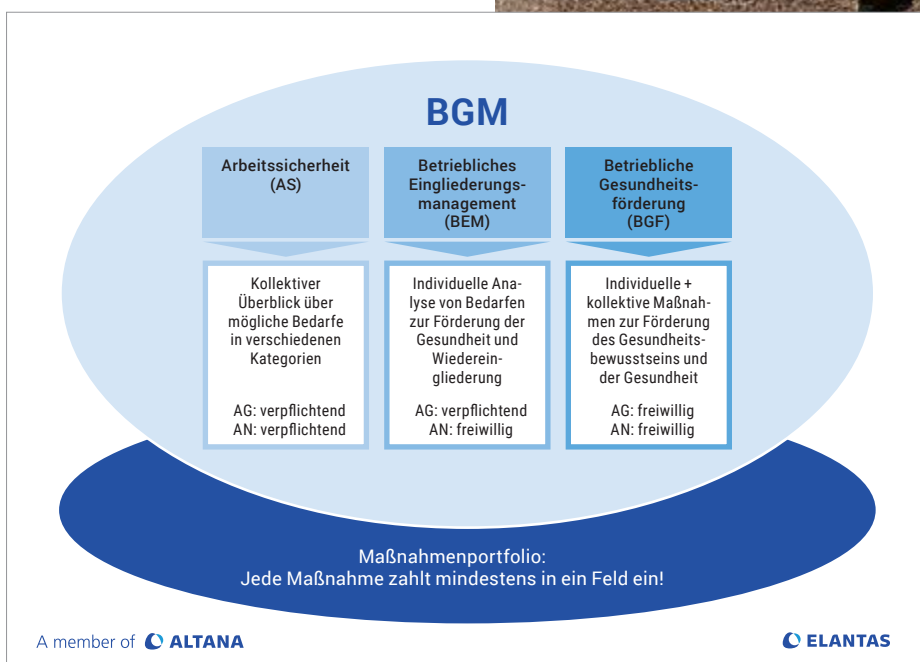 BGM
Arbeitssicherheit
(AS)
Kollektiver
Überblick über
mögliche Bedarfe
in verschiedenen
Kategorien
AG: verpflichtend
AN: verpflichtend
Betriebliches
Eingliederungs-
management
(BEM)
Individuelle Ana-
lyse von Bedarfen
zur Förderung der
Gesundheit und
Wiederein-
gliederung
AG: verpflichtend
AN: freiwillig
Betriebliche
Gesundheits-
förderung
(BGF)
Individuelle +
kollektive Maßnah-
men zur Förderung
des Gesundheits-
bewusstseins und
der Gesundheit
AG: freiwillig
AN: freiwillig
Maßnahmenportfolio:
Jede Maßnahme zahlt mindestens in ein Feld ein!
A member of ALTANA
ELANTAS